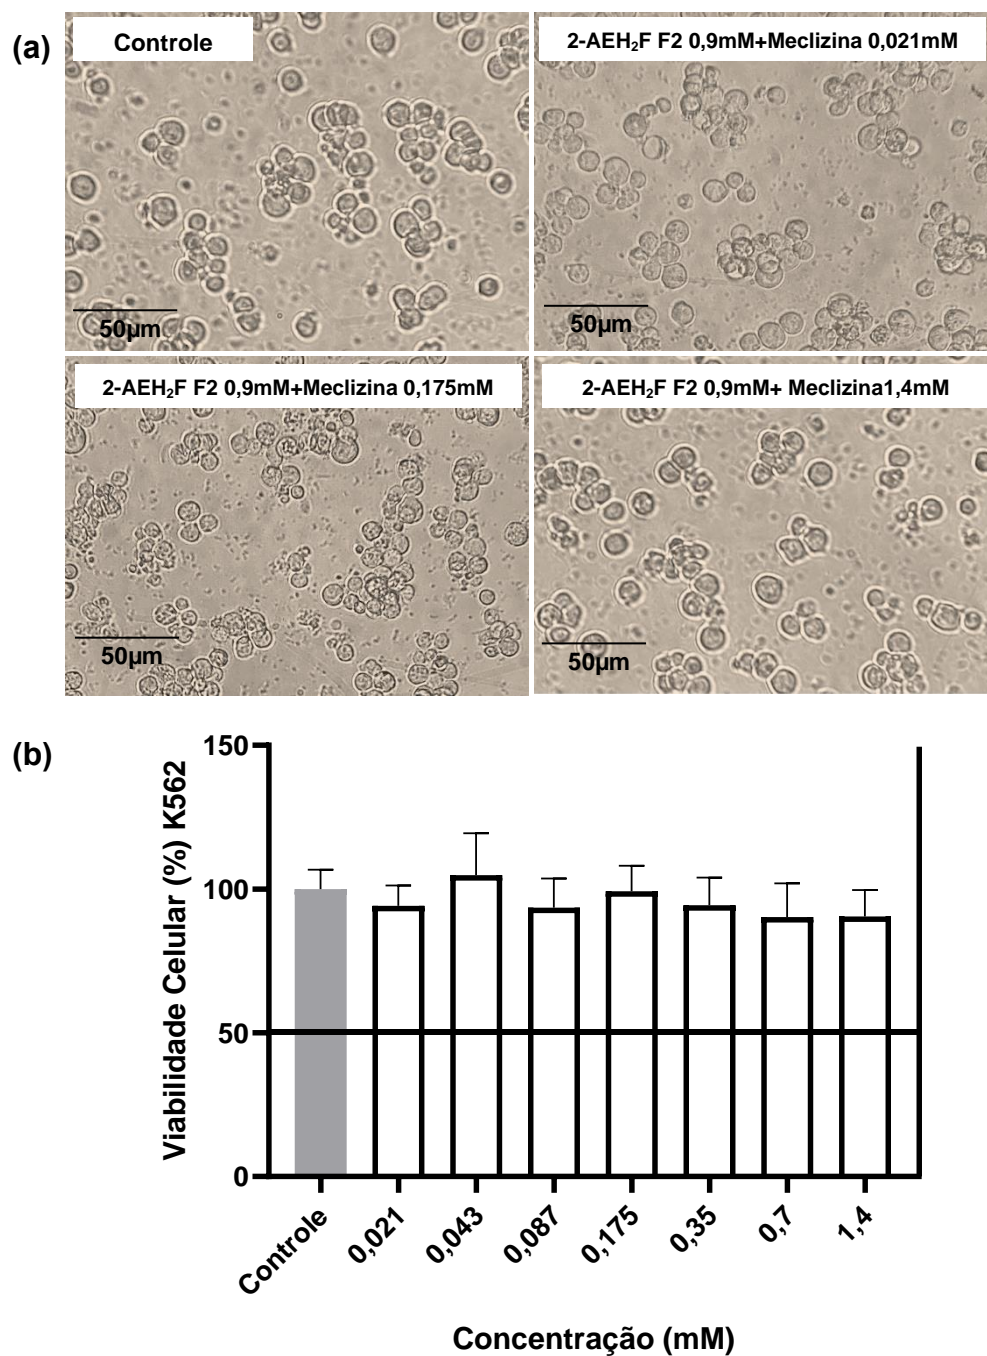 (a)
Controle
2-AEH₂F F2 0,9mM+Meclizina 0,021mM
50µm
50µm
2-AEH₂F F2 0,9mM+Meclizina 0,175mM
2-AEH₂F F2 0,9mM+ Meclizina1,4mM
50µm
50µm
(b)
Viabilidade Celular (%) K562
150
100
50
0
Controle
0,021
0,043
0,087
0,175
0,35
0,7
1,4
Concentração (mM)